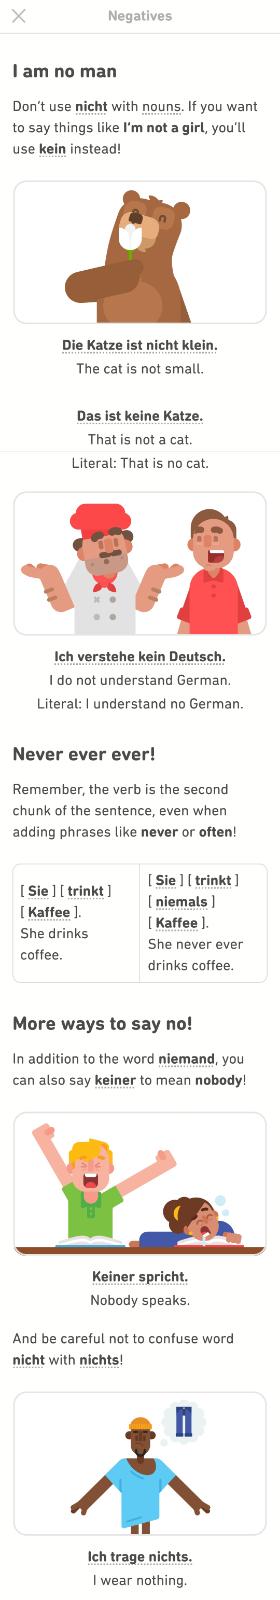 Negatives
I am no man
Don't use nicht with nouns. If you want
to say things like I'm not a girl, you'll
use kein instead!
Die Katze ist nicht klein.
The cat is not small.
Das ist keine Katze.
That is not a cat.
Literal: That is no cat.
Ich verstehe kein Deutsch.
I do not understand German.
Literal: I understand no German.
Never ever ever!
Remember, the verb is the second
chunk of the sentence, even when
adding phrases like never or often!
[ Sie ] [ trinkt ]
[ Kaffee ].
She drinks
coffee.
[ Sie ] [ trinkt ]
[ niemals ]
[ Kaffee ].
She never ever
drinks coffee.
More ways to say no!
In addition to the word niemand, you
can also say keiner to mean nobody!
Keiner spricht.
Nobody speaks.
And be careful not to confuse word
nicht with nichts!
Ich trage nichts.
I wear nothing.